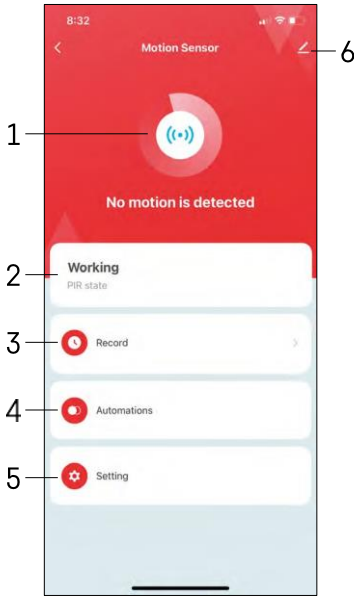 8:32
Motion Sensor
6
1
No motion is detected
2
Working
PIR state
3
Record
4
Automations
5
Setting